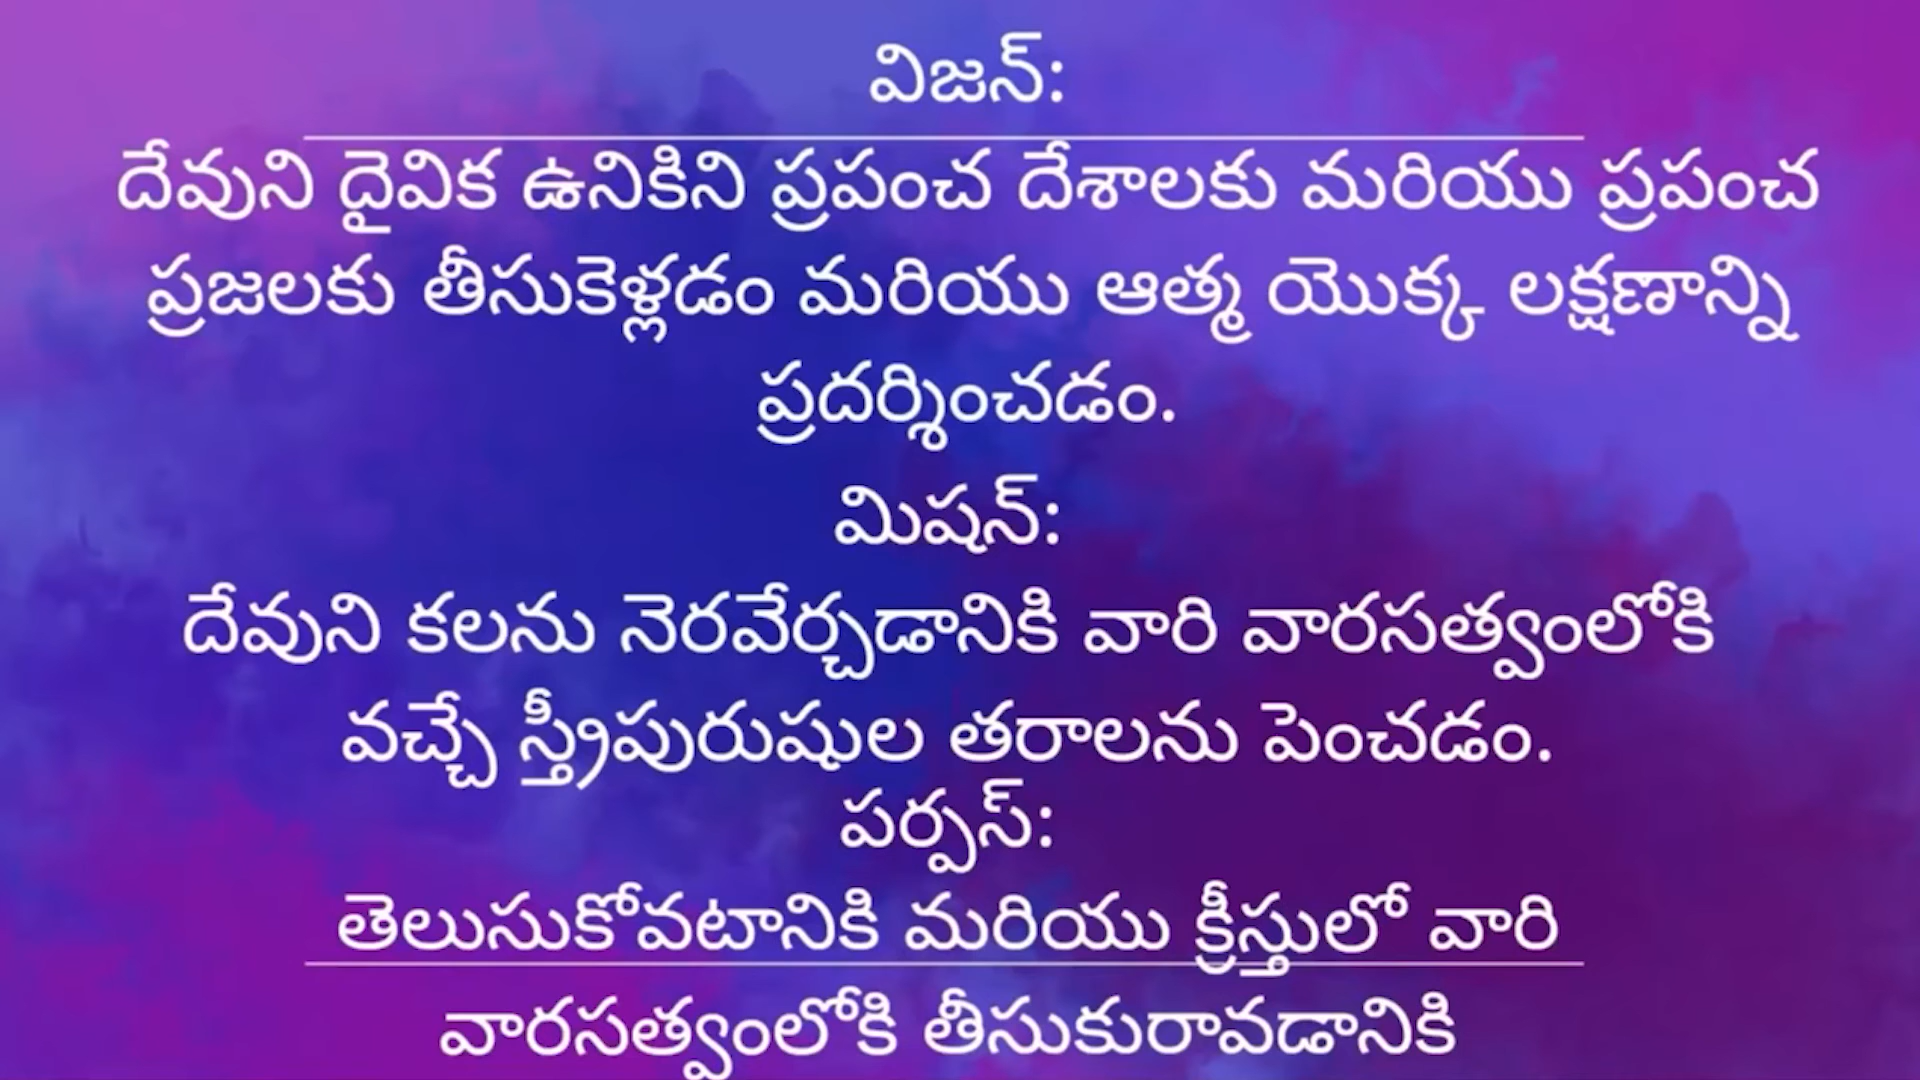 విజన్:
దేవుని దైవిక ఉనికిని ప్రపంచ దేశాలకు మరియు ప్రపంచ
ప్రజలకు తీసుకెళ్లడం మరియు ఆత్మ యొక్క లక్షణాన్ని
ప్రదర్శించడం.
మిషన్:
దేవుని కలను నెరవేర్చడానికి వారి వారసత్వంలోకి
వచ్చే స్త్రీపురుషుల తరాలను పెంచడం.
పర్పస్:
తెలుసుకోవటానికి మరియు క్రీస్తులో వారి
వారసత్వంలోకి తీసుకురావడానికి